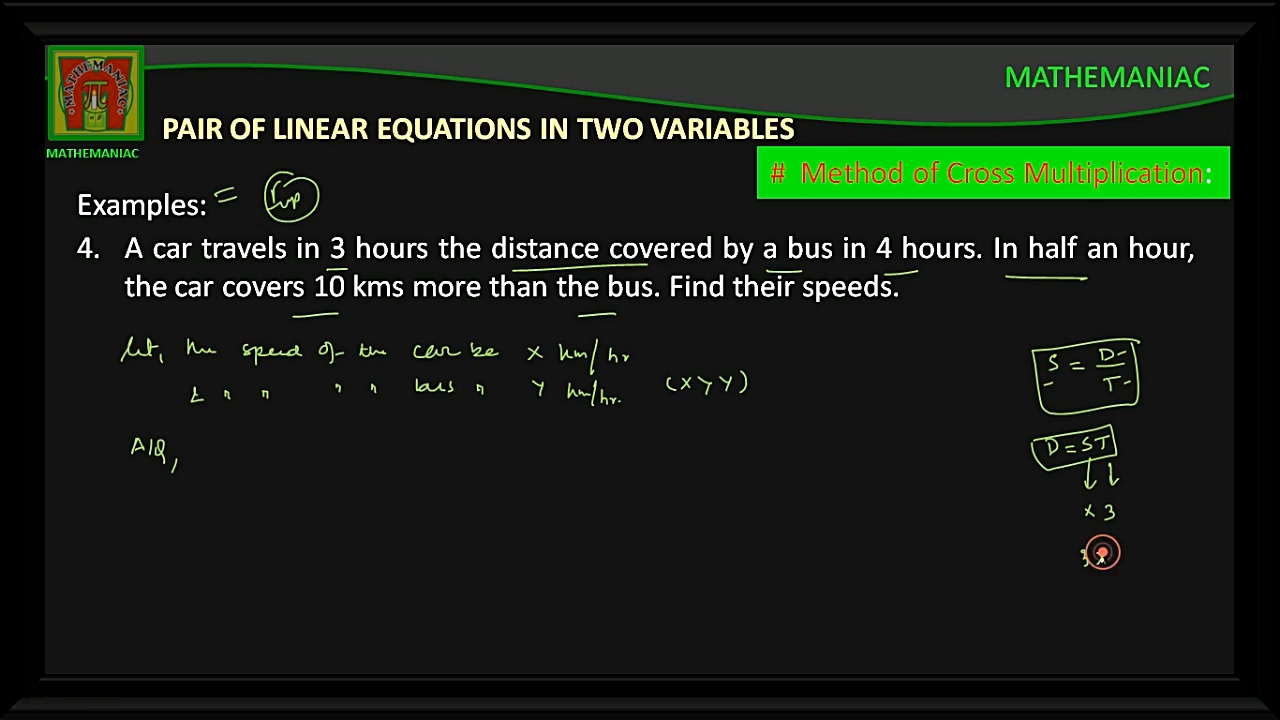 MATHEMANIAC
MATHEMANIAC
PAIR OF LINEAR EQUATIONS IN TWO VARIABLES
MATHEMANIAC
# Method of Cross Multiplication:
Examples: = Imp
4. A car travels in 3 hours the distance covered by a bus in 4 hours. In half an hour,
the car covers 10 kms more than the bus. Find their speeds.
Let, the speed of the car be x km/hr
& " " " " bus " y km/hr. (x>y)
S = D/T
A/Q,
D=ST
↓ ↓
x 3